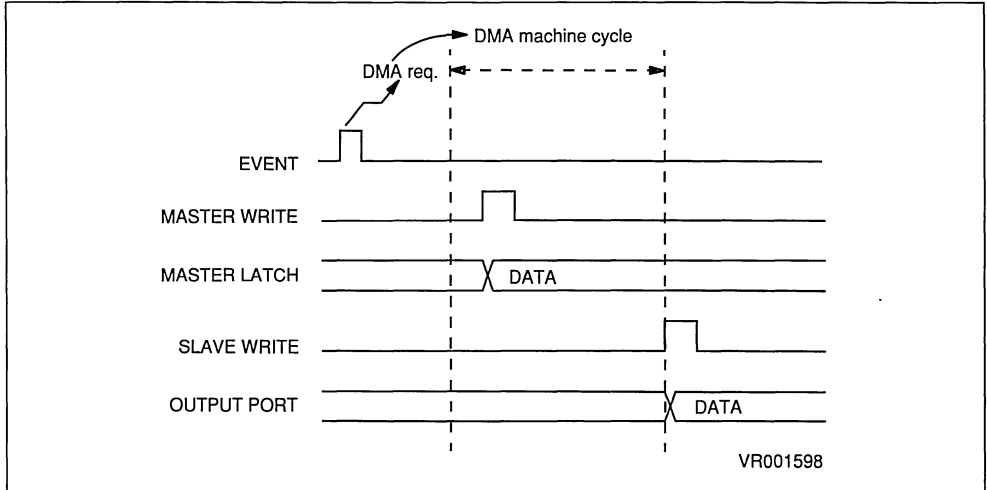 DMA machine cycle
DMA req.
EVENT
MASTER WRITE
MASTER LATCH
DATA
SLAVE WRITE
OUTPUT PORT
DATA
VR001598